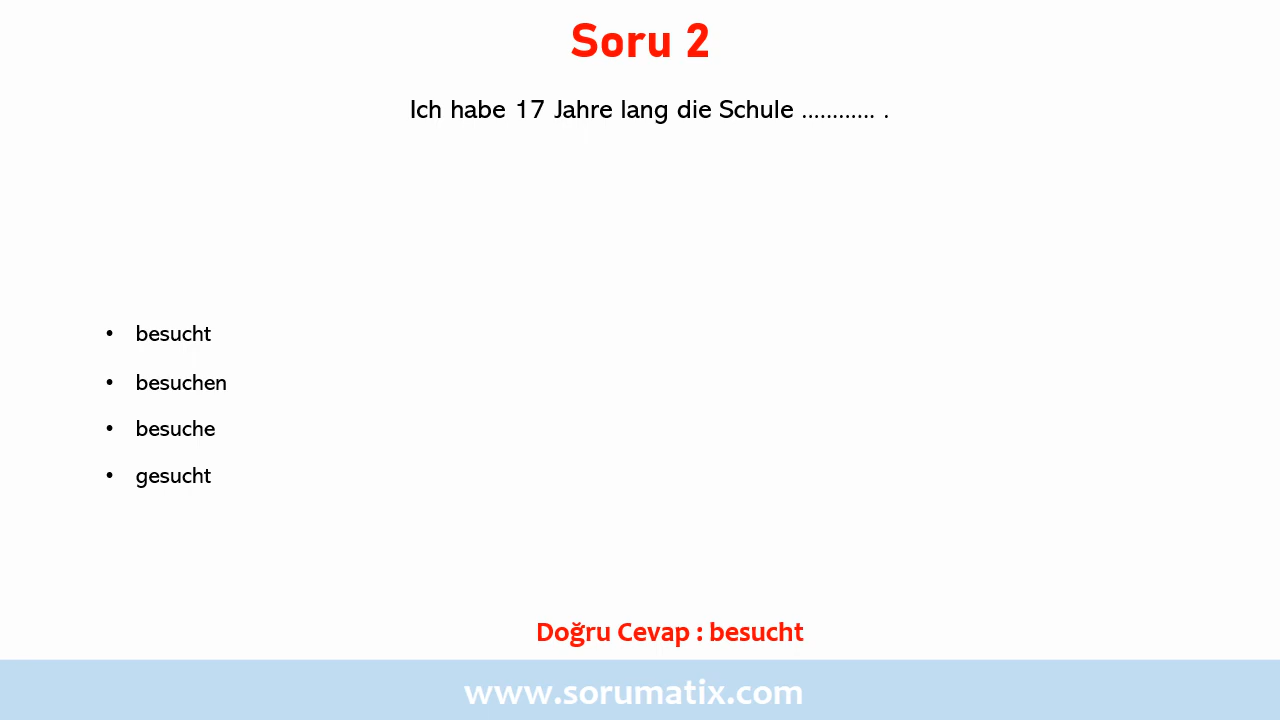 Soru 2
Ich habe 17 Jahre lang die Schule ............ .
• besucht
• besuchen
• besuche
• gesucht
Doğru Cevap : besucht
www.sorumatix.com